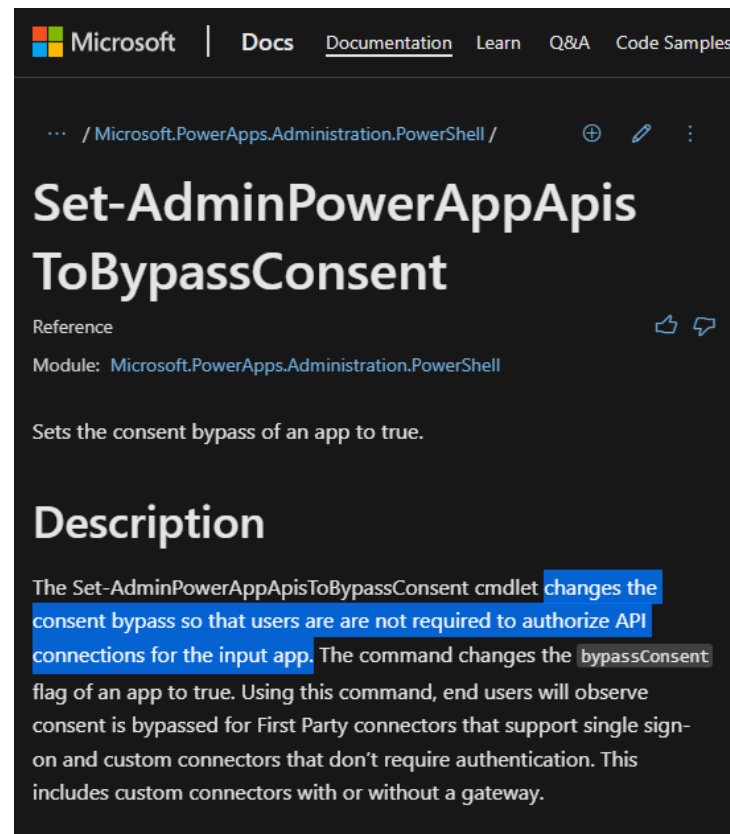 Microsoft | Docs Documentation Learn Q&A Code Samples
··· / Microsoft.PowerApps.Administration.PowerShell /
Set-AdminPowerAppApis
ToBypassConsent
Reference
Module: Microsoft.PowerApps.Administration.PowerShell
Sets the consent bypass of an app to true.
Description
The Set-AdminPowerAppApisToBypassConsent cmdlet changes the
consent bypass so that users are are not required to authorize API
connections for the input app. The command changes the bypassConsent
flag of an app to true. Using this command, end users will observe
consent is bypassed for First Party connectors that support single sign-
on and custom connectors that don’t require authentication. This
includes custom connectors with or without a gateway.